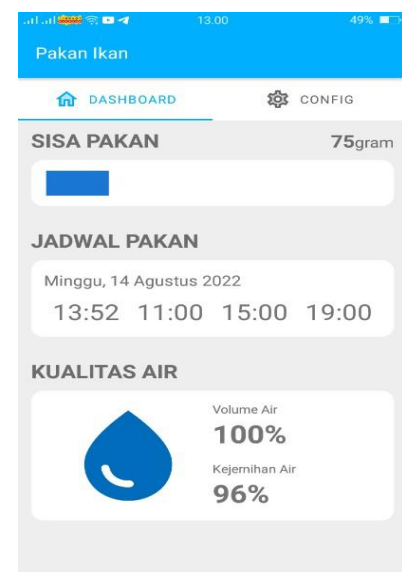 13.00
49%
Pakan Ikan
DASHBOARD CONFIG
SISA PAKAN 75gram
JADWAL PAKAN
Minggu, 14 Agustus 2022
13:52 11:00 15:00 19:00
KUALITAS AIR
Volume Air
100%
Kejernihan Air
96%